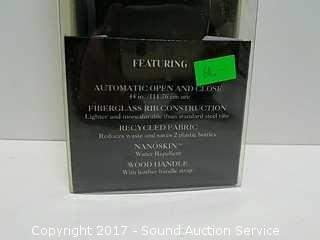 FEATURING
AUTOMATIC OPEN AND CLOSE
44 in./111.76 cm arc
FIBERGLASS RIB CONSTRUCTION
Lighter and more durable than standard steel ribs
RECYCLED FABRIC
Reduces waste and saves 2 plastic bottles
NANOSKIN™
Water Repellent
WOOD HANDLE
With leather handle strap
Copyright 2017 - Sound Auction Service